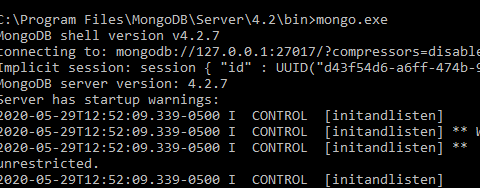 C:\Program Files\MongoDB\Server\4.2\bin>mongo.exe
MongoDB shell version v4.2.7
connecting to: mongodb://127.0.0.1:27017/?compressors=disable
Implicit session: session { "id" : UUID("d43f54d6-a6ff-474b-9
MongoDB server version: 4.2.7
Server has startup warnings:
2020-05-29T12:52:09.339-0500 I  CONTROL  [initandlisten]
2020-05-29T12:52:09.339-0500 I  CONTROL  [initandlisten] ** W
2020-05-29T12:52:09.339-0500 I  CONTROL  [initandlisten] **
unrestricted.
2020-05-29T12:52:09.339-0500 I  CONTROL  [initandlisten]